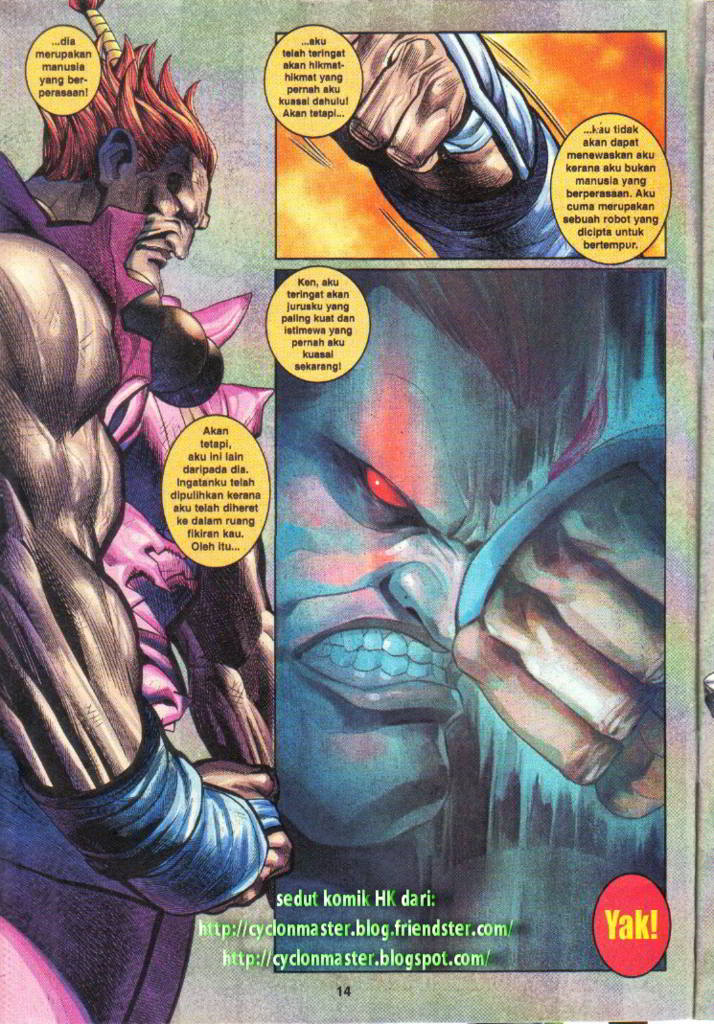 ...dia
merupakan
manusia
yang ber-
perasaan!
...aku
telah teringat
akan hikmat-
hikmat yang
pernah aku
kuasai dahulu!
Akan tetapi...
...kau tidak
akan dapat
menewaskan aku
kerana aku bukan
manusia yang
berperasaan. Aku
cuma merupakan
sebuah robot yang
dicipta untuk
bertempur.
Ken, aku
teringat akan
jurusku yang
paling kuat dan
istimewa yang
pernah aku
kuasai
sekarang!
Akan
tetapi,
aku ini lain
daripada dia.
Ingatanku telah
dipulihkan kerana
aku telah diheret
ke dalam ruang
fikiran kau.
Oleh itu...
Yak!
sedut komik HK dari:
http://cyclonmaster.blog.friendster.com/
http://cyclonmaster.blogspot.com/
14